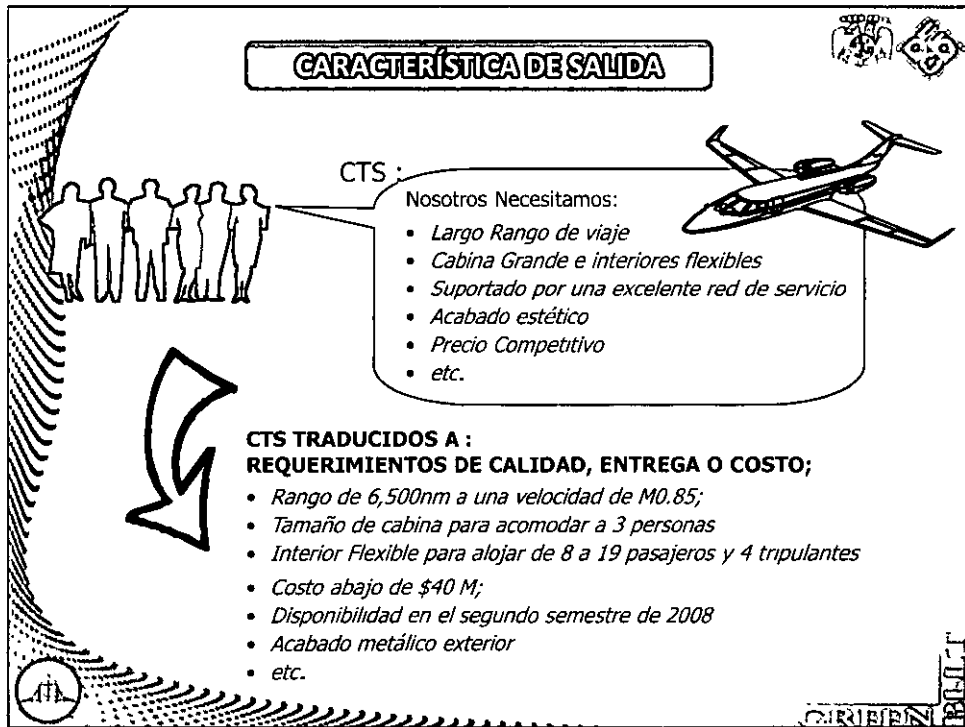 CARACTERÍSTICA DE SALIDA
CTS :
Nosotros Necesitamos:
• Largo Rango de viaje
• Cabina Grande e interiores flexibles
• Suportado por una excelente red de servicio
• Acabado estético
• Precio Competitivo
• etc.
CTS TRADUCIDOS A :
REQUERIMIENTOS DE CALIDAD, ENTREGA O COSTO;
• Rango de 6,500nm a una velocidad de M0.85;
• Tamaño de cabina para acomodar a 3 personas
• Interior Flexible para alojar de 8 a 19 pasajeros y 4 tripulantes
• Costo abajo de $40 M;
• Disponibilidad en el segundo semestre de 2008
• Acabado metálico exterior
• etc.
GREEN